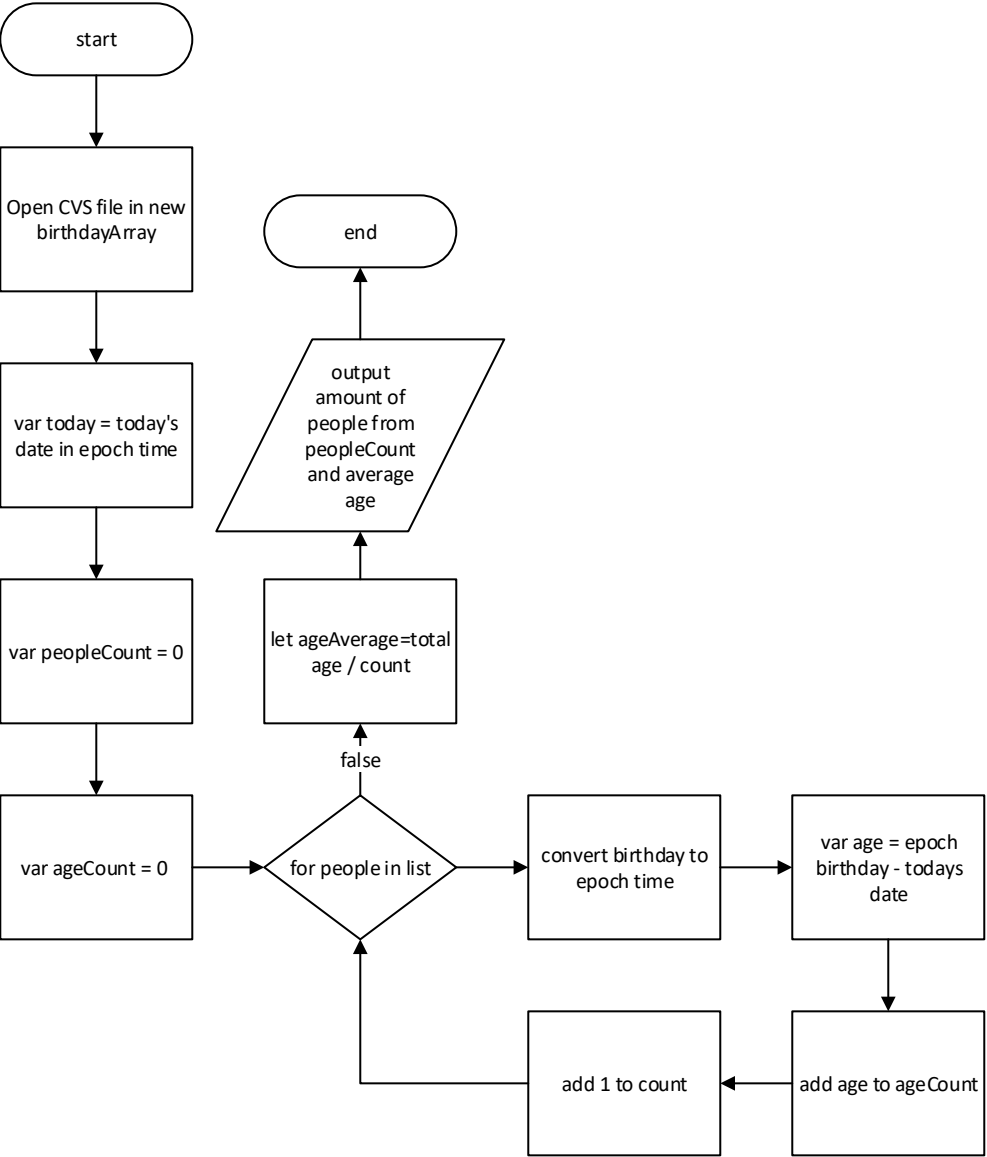 start
Open CVS file in new
birthdayArray
var today = today's
date in epoch time
var peopleCount = 0
var ageCount = 0
for people in list
convert birthday to
epoch time
var age = epoch
birthday - todays
date
add age to ageCount
add 1 to count
false
let ageAverage=total
age / count
output
amount of
people from
peopleCount
and average
age
end